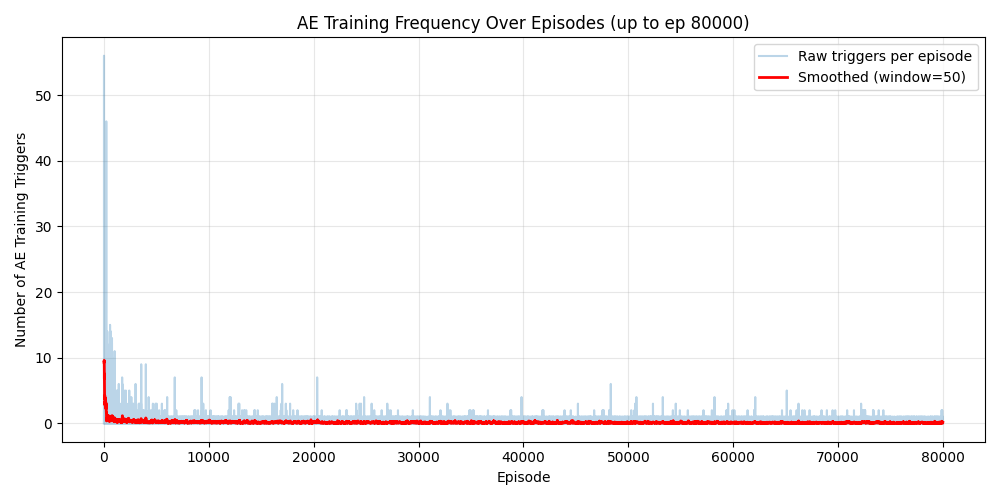 AE Training Frequency Over Episodes (up to ep 80000)
Raw triggers per episode
Smoothed (window=50)
Number of AE Training Triggers
50
40
30
20
10
0
0 10000 20000 30000 40000 50000 60000 70000 80000
Episode